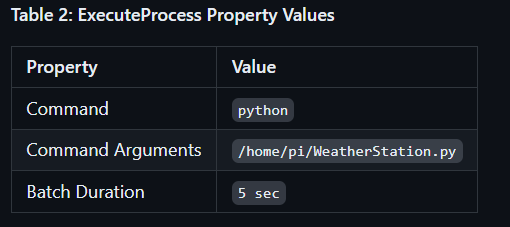 Table 2: ExecuteProcess Property Values
Property Value
Command python
Command Arguments /home/pi/WeatherStation.py
Batch Duration 5 sec